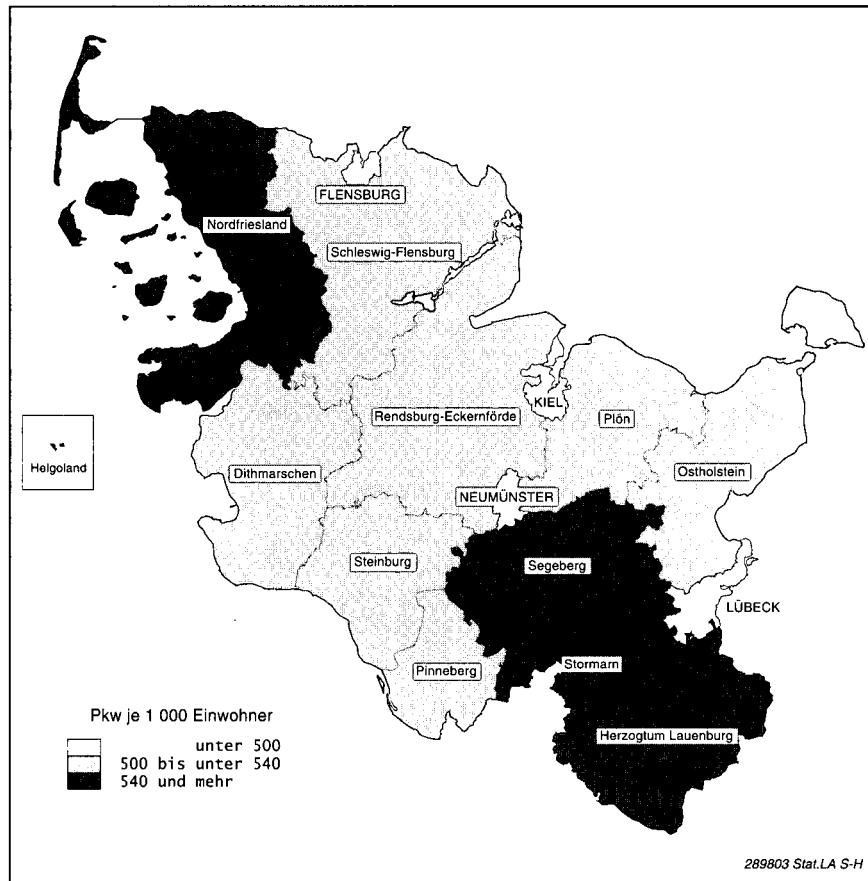 FLENSBURG
Nordfriesland
Schleswig-Flensburg
KIEL
Rendsburg-Eckernförde
Plön
Helgoland
Dithmarschen
Ostholstein
NEUMÜNSTER
Steinburg
Segeberg
LÜBECK
Pinneberg
Stormarn
Herzogtum Lauenburg
Pkw je 1 000 Einwohner
unter 500
500 bis unter 540
540 und mehr
289803 Stat.LA S-H